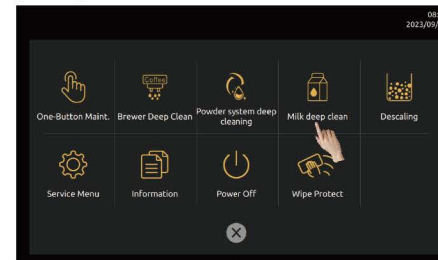 08:
2023/09/
Coffee
One-Button Maint.
Brewer Deep Clean
Powder system deep
cleaning
Milk deep clean
Descaling
Service Menu
Information
Power Off
Wipe Protect